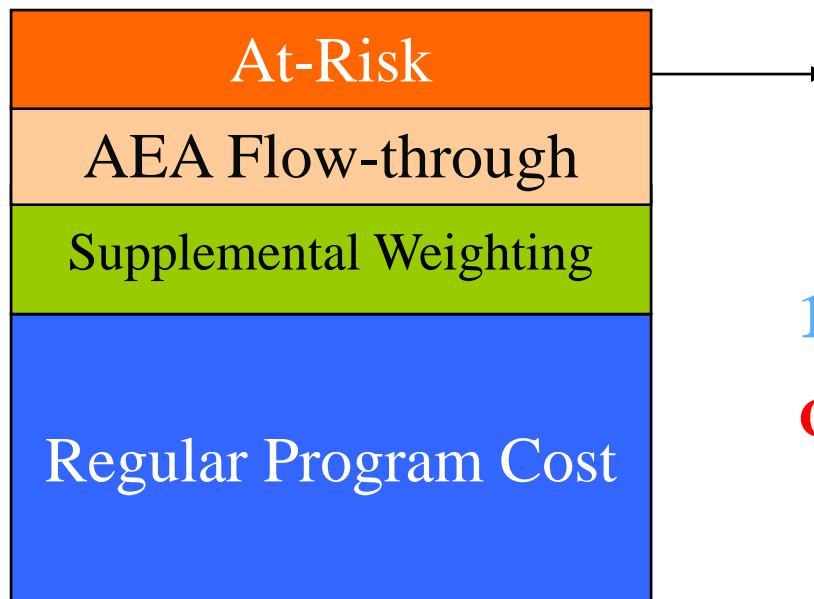 At-Risk
AEA Flow-through
Supplemental Weighting
Regular Program Cost